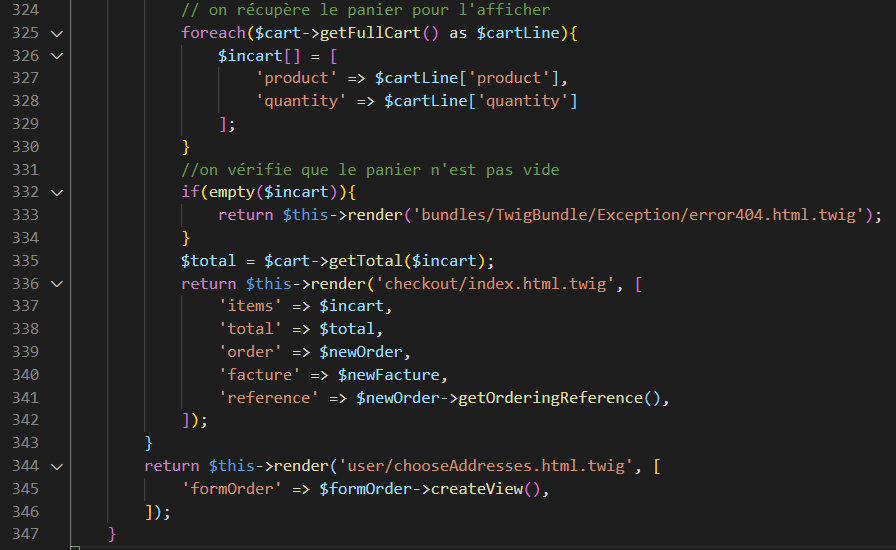 324 // on récupère le panier pour l'afficher
325 foreach($cart->getFullCart() as $cartLine){
326 $incart[] = [
327 'product' => $cartLine['product'],
328 'quantity' => $cartLine['quantity']
329 ];
330 }
331 //on vérifie que le panier n'est pas vide
332 if(empty($incart)){
333 return $this->render('bundles/TwigBundle/Exception/error404.html.twig');
334 }
335 $total = $cart->getTotal($incart);
336 return $this->render('checkout/index.html.twig', [
337 'items' => $incart,
338 'total' => $total,
339 'order' => $newOrder,
340 'facture' => $newFacture,
341 'reference' => $newOrder->getOrderingReference(),
342 ]);
343 }
344 return $this->render('user/chooseAddresses.html.twig', [
345 'formOrder' => $formOrder->createView(),
346 ]);
347 }